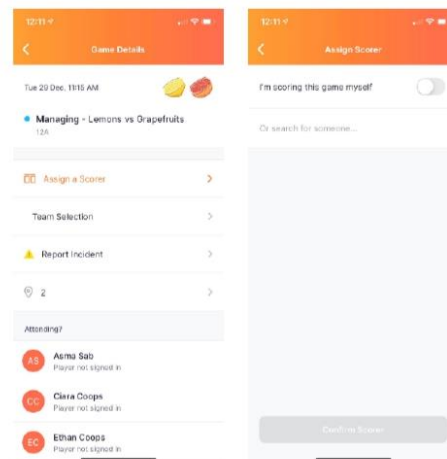 12:11
Game Details
Tue 29 Dec, 11:15 AM
Managing - Lemons vs Grapefruits
12A
Assign a Scorer
Team Selection
Report Incident
2
Attending?
AS
Asma Sab
Player not signed in
CC
Ciara Coops
Player not signed in
EC
Ethan Coops
Player not signed in
12:11
Assign Scorer
I'm scoring this game myself
Or search for someone...
Confirm Scorer